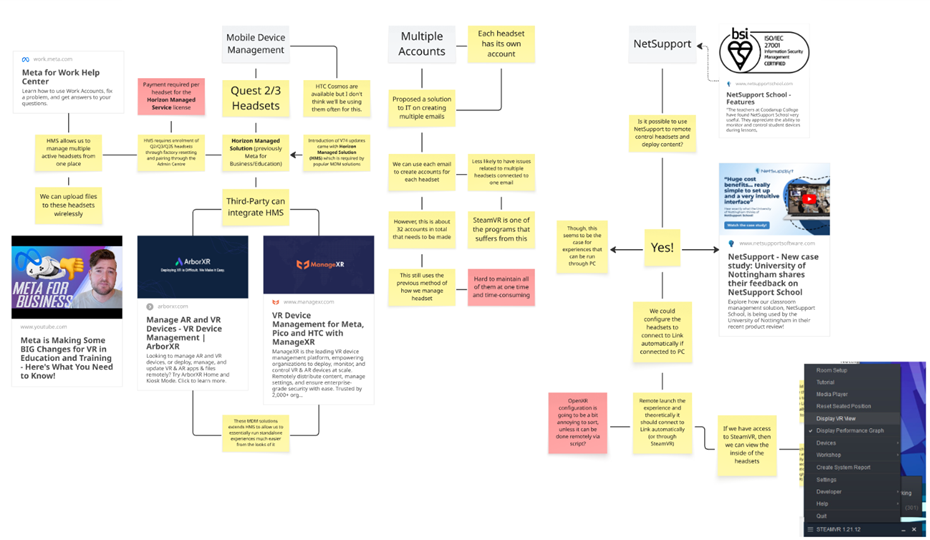 Mobile Device
Management
Multiple
Accounts
Each headset
has its own
account
NetSupport
bsi
ISO/IEC
27001
Information Security
Management
CERTIFIED
work.meta.com
Meta for Work Help
Center
Learn how to use Work Accounts, fix
a problem, and get answers to your
questions.
Payment required per
headset for the
Horizon Managed
Service license
Quest 2/3
Headsets
HTC Cosmos are
available but I don't
think we'll be using
them often for this.
Proposed a solution
to IT on creating
multiple emails
www.netsupportschool.com
NetSupport School -
Features
"The teachers at Coodanup College
have found NetSupport School very
useful. They appreciate the ability to
monitor and control student devices
during lessons.
Is it possible to use
NetSupport to remote
control headsets and
deploy content?
HMS allows us to
manage multiple
active headsets from
one place
HMS requires enrolment of
Q2/Q3/Q3S headsets
through factory resetting
and pairing through the
Admin Centre
Horizon Managed
Solution (previously
Meta for
Business/Education)
Introduction of V74 updates
came with Horizon
Managed Solution
(HMS) which is required by
popular MDM solutions
We can use each email
to create accounts for
each headset
Less likely to have issues
related to multiple
headsets connected to
one email
We can upload files
to these headsets
wirelessly
Third-Party can
integrate HMS
However, this is about
32 accounts in total
that needs to be made
SteamVR is one of
the programs that
suffers from this
NetSupport
"Huge cost
benefits... really
simple to set up
and a very intuitive
interface"
Watch the case study!
Though, this
seems to be the
case for
experiences that
can be run
through PC
Yes!
www.netsupportsoftware.com
NetSupport - New case
study: University of
Nottingham shares
their feedback on
NetSupport School
Explore how our classroom
management solution, NetSupport
School, is being used by the
University of Nottingham in their
recent product review!
META FOR
BUSINESS!
www.youtube.com
Meta is Making Some
BIG Changes for VR in
Education and Training
- Here's What You Need
to Know!
ArborXR
Deploying XR is Difficult. We Make it Easy.
arborxr.com
Manage AR and VR
Devices - VR Device
Management |
ArborXR
Looking to manage AR and VR
devices, or deploy, manage, and
update VR & AR apps & files
remotely? Try ArborXR Home and
Kiosk Mode. Click to learn more.
ManageXR
www.managexr.com
VR Device
Management for Meta,
Pico and HTC with
ManageXR
ManageXR is the leading VR device
management platform, empowering
organizations to deploy, monitor, and
control VR & AR devices at scale.
Remotely distribute content, manage
settings, and ensure enterprise-
grade security with ease. Trusted by
2,000+ org...
This still uses the
previous method of
how we manage
headset
Hard to maintain all
of them at one time
and time-consuming
We could
configure the
headsets to
connect to Link
automatically if
connected to PC
These MDM solutions
extends HMS to allow us to
essentially run standalone
experiences much easier
from the looks of it
OpenXR
configuration is
going to be a bit
annoying to sort,
unless it can be
done remotely via
script?
Remote launch the
experience and
theoretically it
should connect to
Link automatically
(or through
SteamVR)
If we have access
to SteamVR, then
we can view the
inside of the
headsets
Room Setup
Tutorial
Media Player
Reset Seated Position
Display VR View
Display Performance Graph
Devices
Workshop
Create System Report
Settings
Developer
Help
Quit
STEAMVR 1.21.12